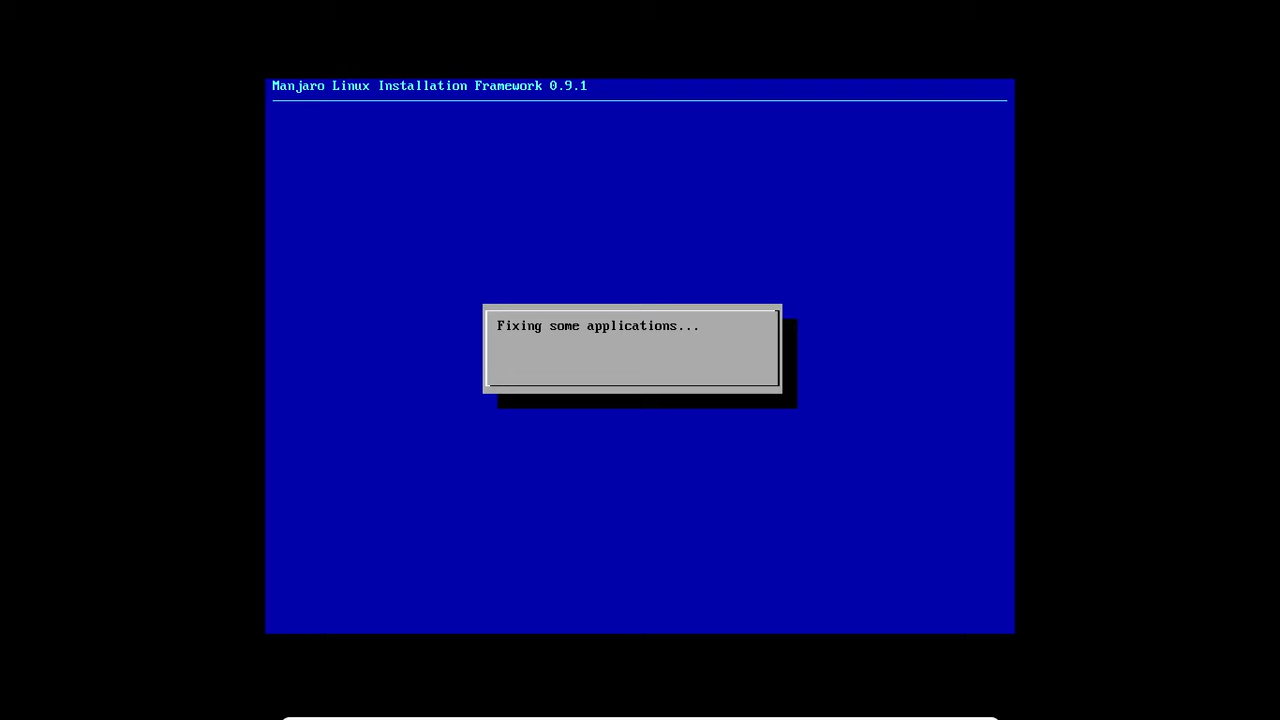 Manjaro Linux Installation Framework 0.9.1
Fixing some applications...